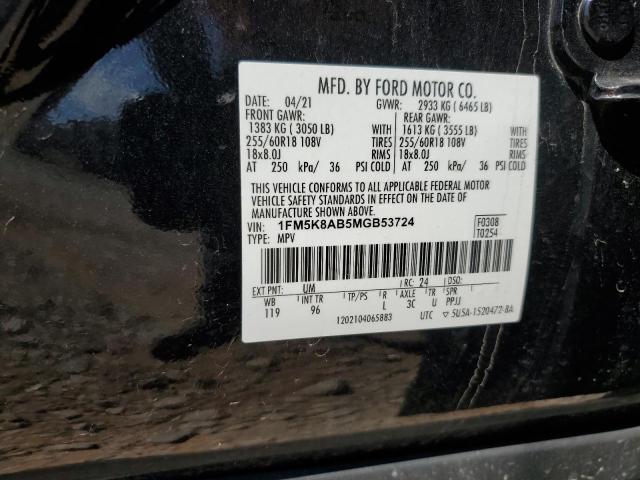 MFD. BY FORD MOTOR CO.
DATE: 04/21 GVWR: 2933 KG ( 6465 LB)
FRONT GAWR: REAR GAWR:
1383 KG ( 3050 LB) WITH 1613 KG ( 3555 LB) WITH
255/60R18 108V TIRES 255/60R18 108V TIRES
18x8.0J RIMS 18x8.0J RIMS
AT 250 kPa/ 36 PSI COLD AT 250 kPa/ 36 PSI COLD
THIS VEHICLE CONFORMS TO ALL APPLICABLE FEDERAL MOTOR
VEHICLE SAFETY STANDARDS IN EFFECT ON THE DATE OF
MANUFACTURE SHOWN ABOVE.
VIN: 1FM5K8AB5MGB53724 F0308
TYPE: MPV T0254
EXT PNT: UM RC: 24 DSO:
WB INT TR TP/PS R AXLE TR SPR
119 96 L 3C U PPJJ
1202104065883 UTC 5USA-1520472-BA